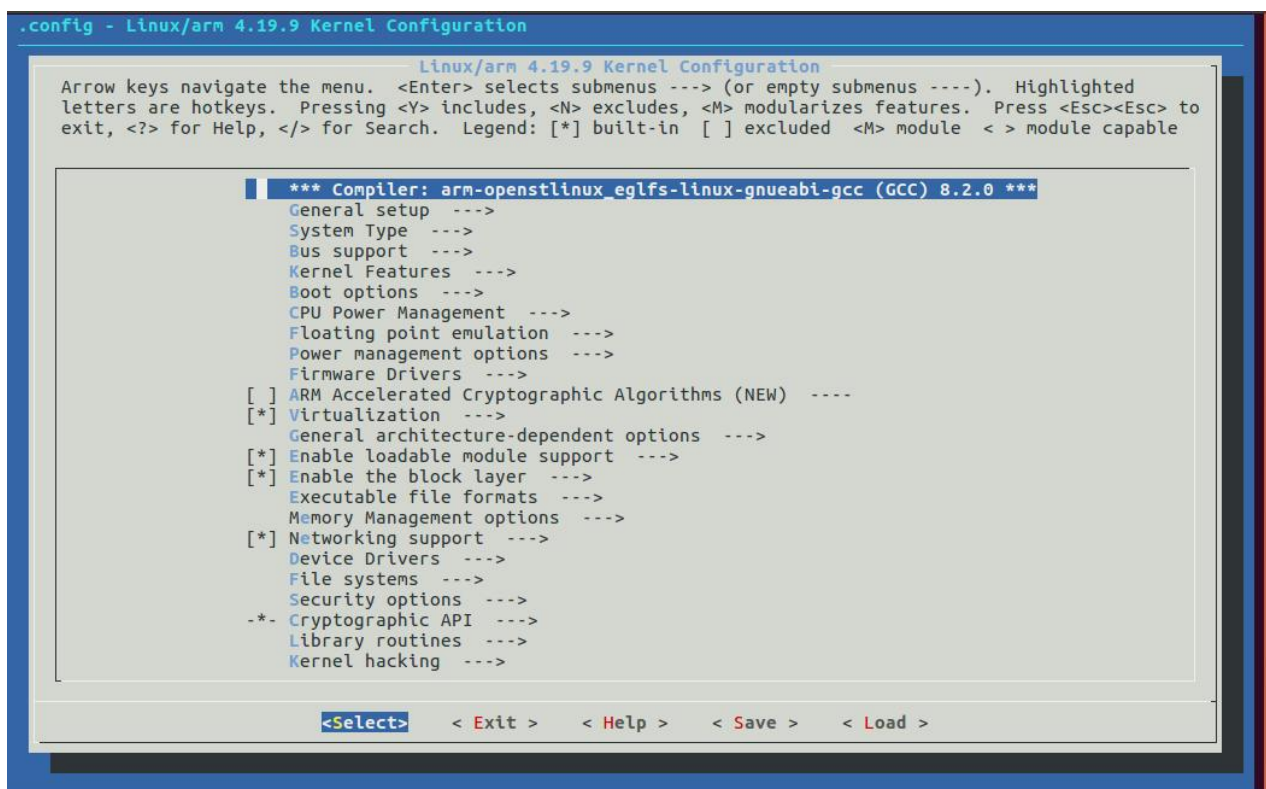 .config - Linux/arm 4.19.9 Kernel Configuration
Linux/arm 4.19.9 Kernel Configuration
Arrow keys navigate the menu.  <Enter> selects submenus ---> (or empty submenus ----).  Highlighted
letters are hotkeys.  Pressing <Y> includes, <N> excludes, <M> modularizes features.  Press <Esc><Esc> to
exit, <?> for Help, </> for Search.  Legend: [*] built-in  [ ] excluded  <M> module  < > module capable
*** Compiler: arm-openstlinux_eglfs-linux-gnueabi-gcc (GCC) 8.2.0 ***
General setup  --->
System Type  --->
Bus support  --->
Kernel Features  --->
Boot options  --->
CPU Power Management  --->
Floating point emulation  --->
Power management options  --->
Firmware Drivers  --->
[ ] ARM Accelerated Cryptographic Algorithms (NEW)  ----
[*] Virtualization  --->
General architecture-dependent options  --->
[*] Enable loadable module support  --->
[*] Enable the block layer  --->
Executable file formats  --->
Memory Management options  --->
[*] Networking support  --->
Device Drivers  --->
File systems  --->
Security options  --->
-*- Cryptographic API  --->
Library routines  --->
Kernel hacking  --->
<Select>    < Exit >    < Help >    < Save >    < Load >